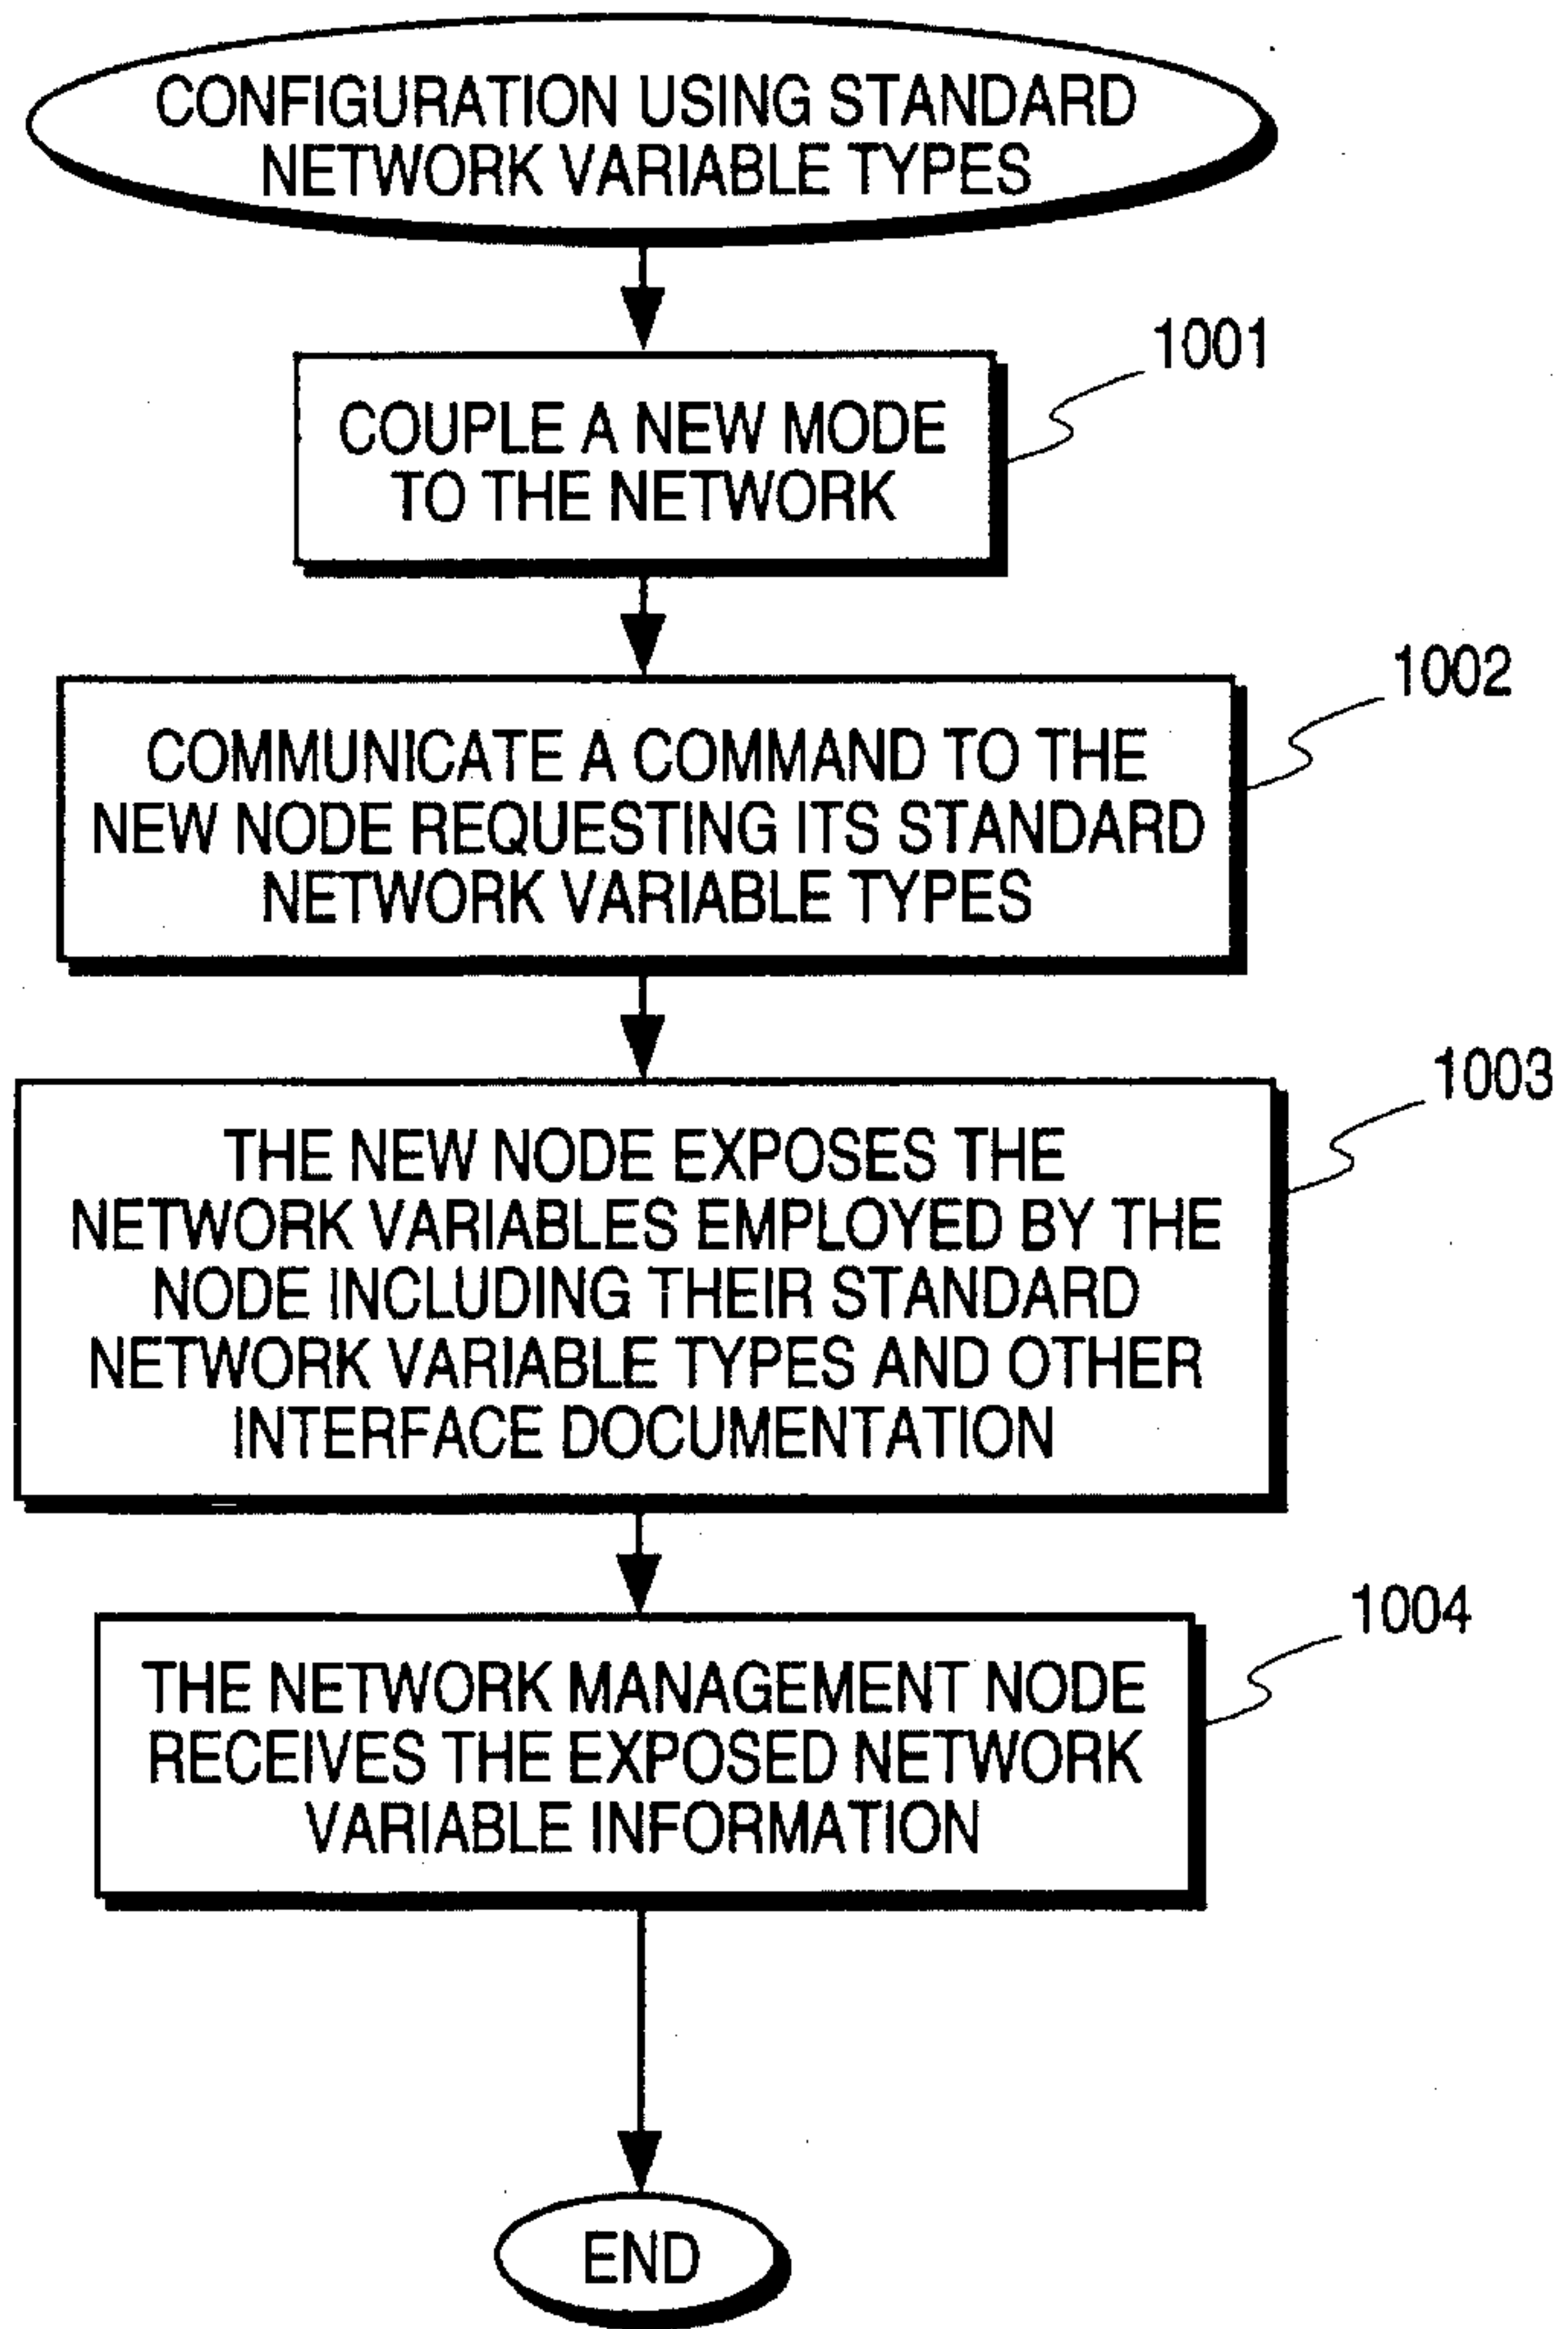 CONFIGURATION USING STANDARD
NETWORK VARIABLE TYPES
1001
COUPLE A NEW MODE
TO THE NETWORK
1002
COMMUNICATE A COMMAND TO THE
NEW NODE REQUESTING ITS STANDARD
NETWORK VARIABLE TYPES
1003
THE NEW NODE EXPOSES THE
NETWORK VARIABLES EMPLOYED BY THE
NODE INCLUDING THEIR STANDARD
NETWORK VARIABLE TYPES AND OTHER
INTERFACE DOCUMENTATION
1004
THE NETWORK MANAGEMENT NODE
RECEIVES THE EXPOSED NETWORK
VARIABLE INFORMATION
END